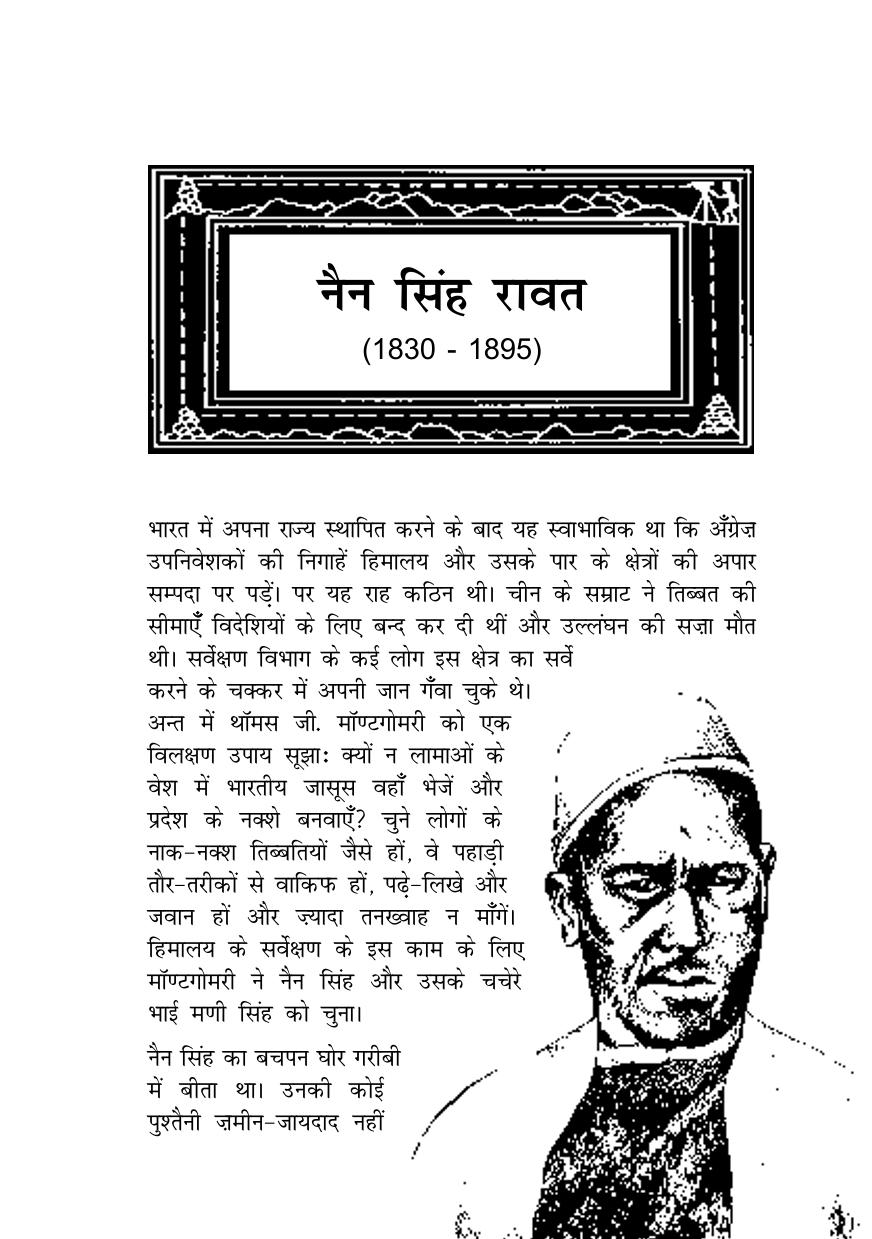 नैन सिंह रावत
(1830 - 1895)
भारत में अपना राज्य स्थापित करने के बाद यह स्वाभाविक था कि अँग्रेज़
उपनिवेशकों की निगाहें हिमालय और उसके पार के क्षेत्रों की अपार
सम्पदा पर पड़ें। पर यह राह कठिन थी। चीन के सम्राट ने तिब्बत की
सीमाएँ विदेशियों के लिए बन्द कर दी थीं और उल्लंघन की सज़ा मौत
थी। सर्वेक्षण विभाग के कई लोग इस क्षेत्र का सर्वे
करने के चक्कर में अपनी जान गँवा चुके थे।
अन्त में थॉमस जी. मॉण्टगोमरी को एक
विलक्षण उपाय सूझा: क्यों न लामाओं के
वेश में भारतीय जासूस वहाँ भेजें और
प्रदेश के नक्शे बनवाएँ? चुने लोगों के
नाक-नक्श तिब्बतियों जैसे हों, वे पहाड़ी
तौर-तरीकों से वाकिफ हों, पढ़े-लिखे और
जवान हों और ज़्यादा तनख्वाह न माँगें।
हिमालय के सर्वेक्षण के इस काम के लिए
मॉण्टगोमरी ने नैन सिंह और उसके चचेरे
भाई मणी सिंह को चुना।
नैन सिंह का बचपन घोर गरीबी
में बीता था। उनकी कोई
पुश्तैनी ज़मीन-जायदाद नहीं